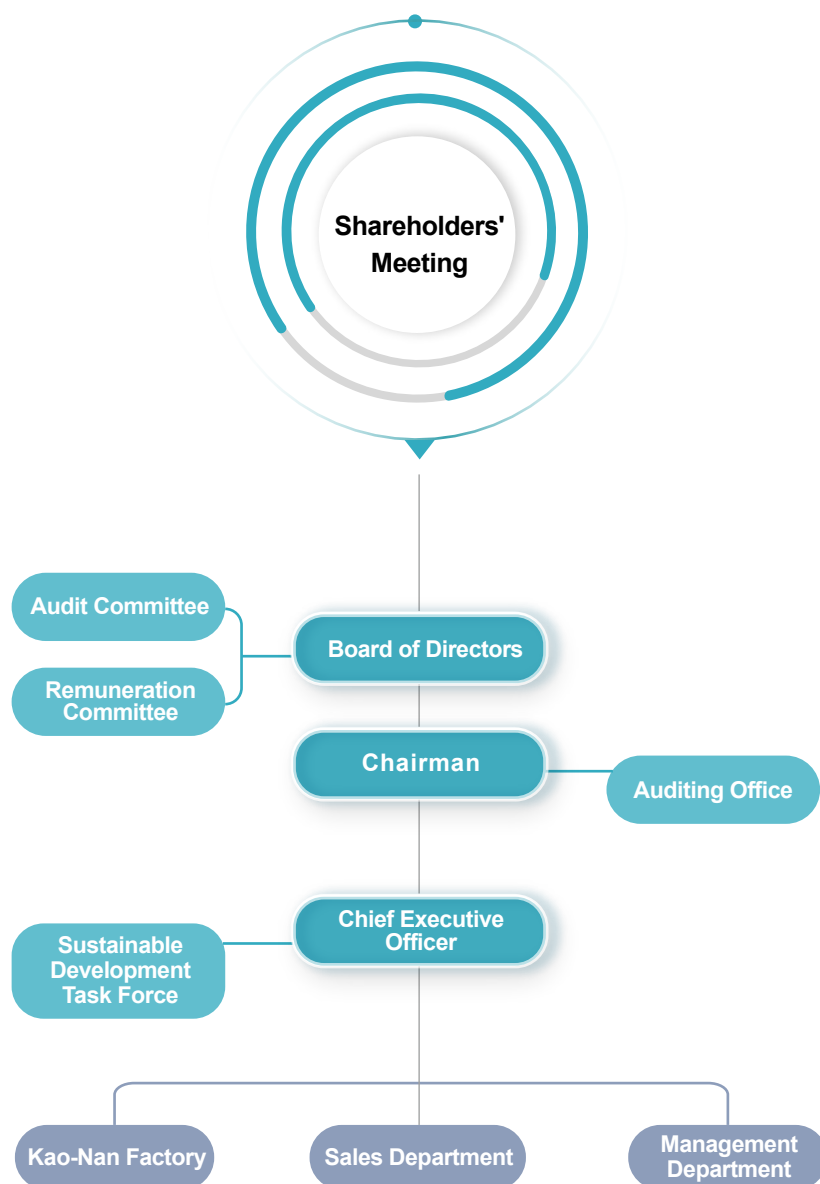 Shareholders'
Meeting
Audit Committee
Remuneration
Committee
Board of Directors
Chairman
Auditing Office
Chief Executive
Officer
Sustainable
Development
Task Force
Kao-Nan Factory
Sales Department
Management
Department